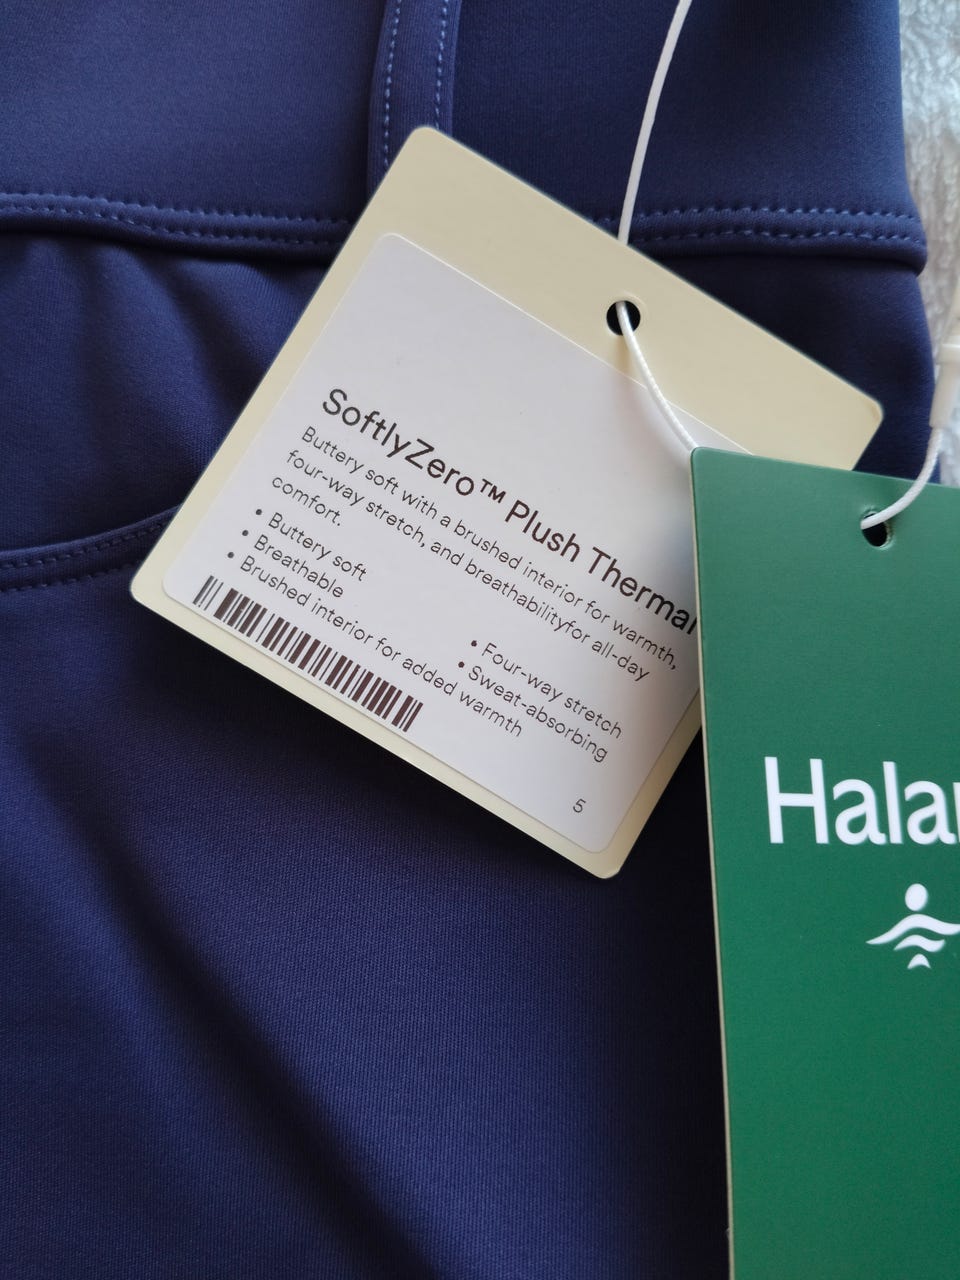 SoftlyZero™ Plush Thermal
Buttery soft with a brushed interior for warmth,
four-way stretch, and breathabilityfor all-day
comfort.
• Buttery soft
• Breathable
• Brushed interior for added warmth
• Four-way stretch
• Sweat-absorbing
5
Hala